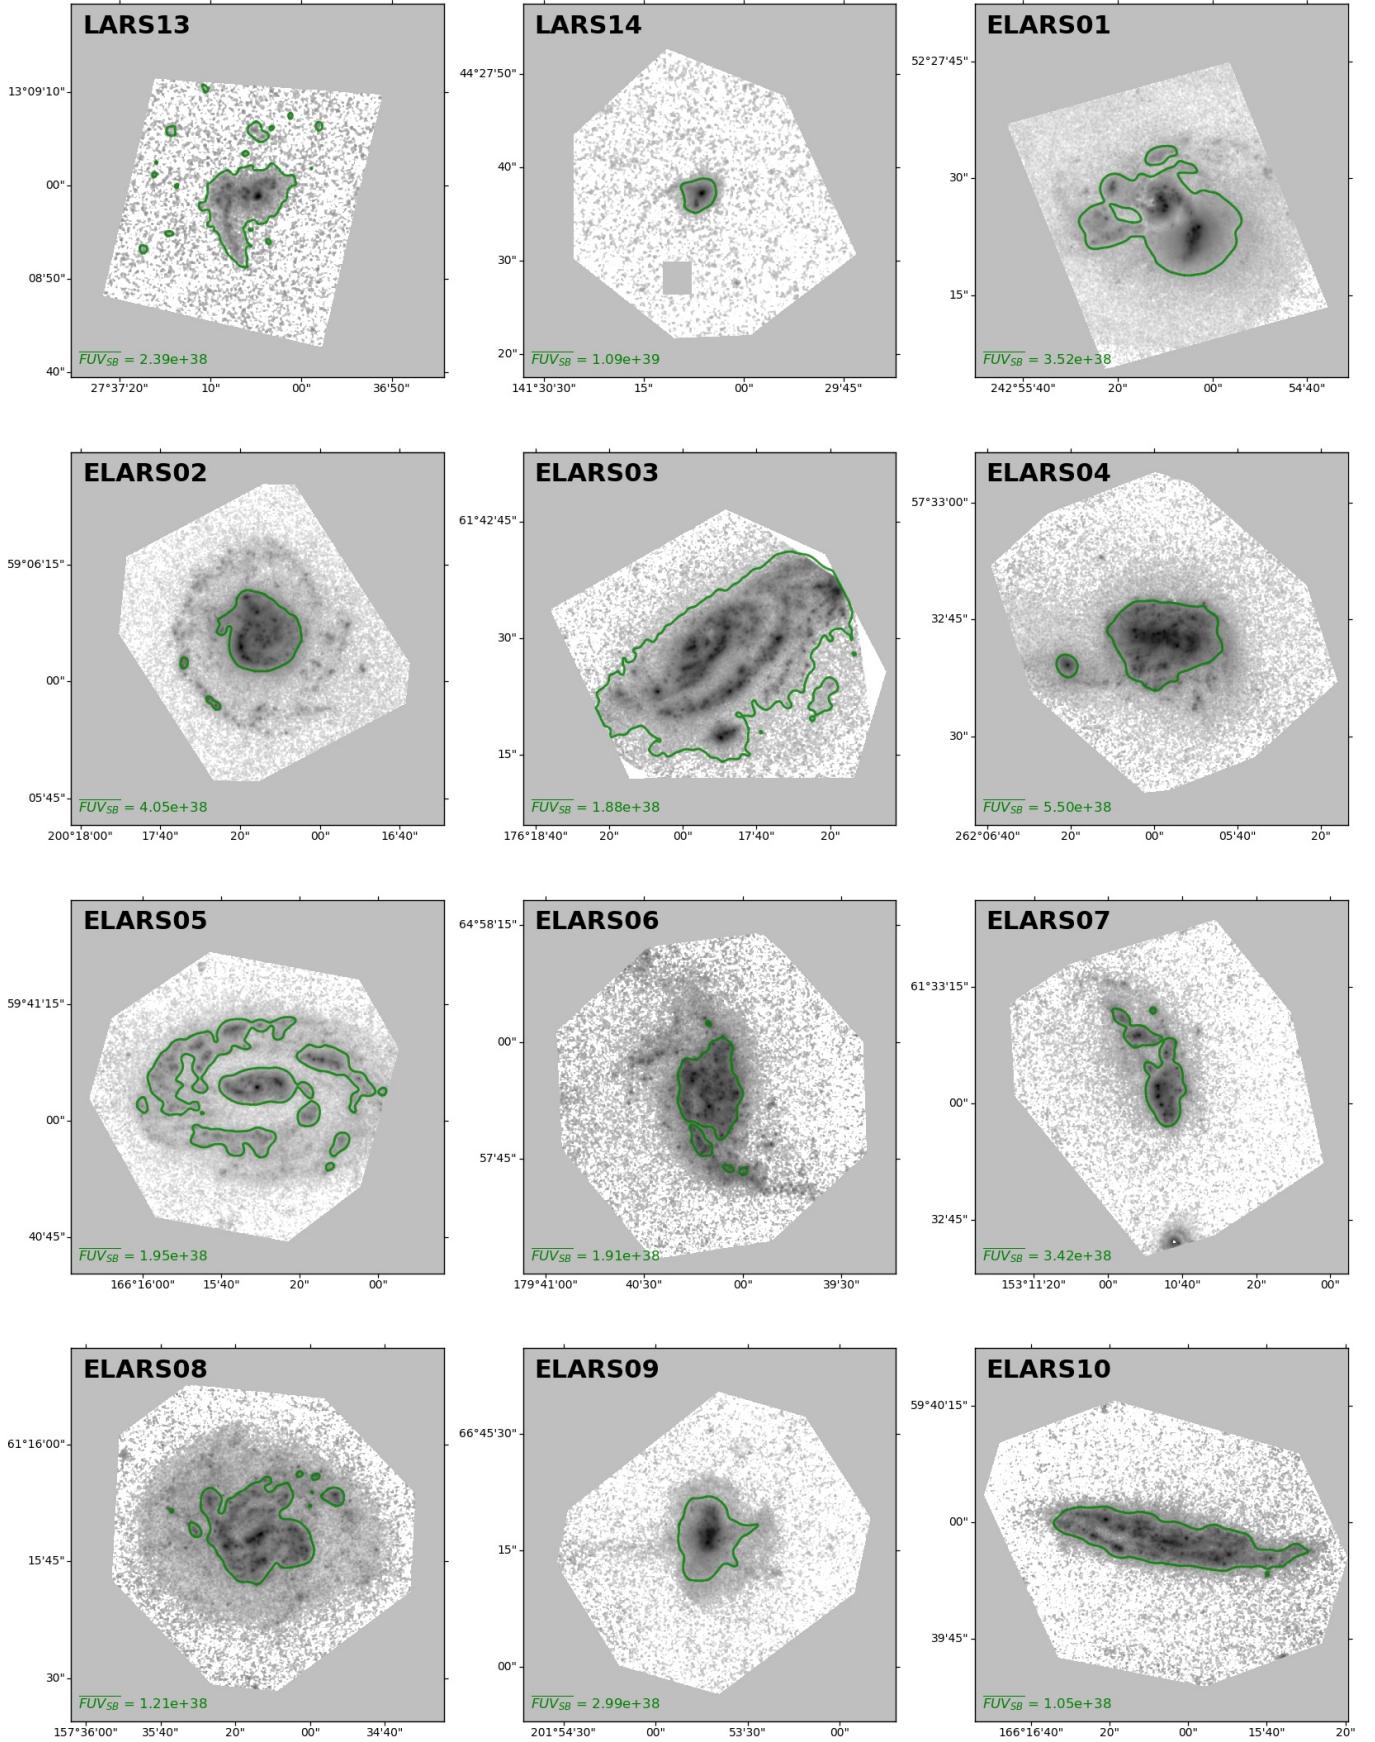 LARS13
LARS14
ELARS01
13°09'10"
00"
08'50"
40"
44°27'50"
40"
30"
20"
52°27'45"
30"
15"
FUV_SB = 2.39e+38
FUV_SB = 1.09e+39
FUV_SB = 3.52e+38
27°37'20" 10" 00" 36'50"
141°30'30" 15" 00" 29'45"
242°55'40" 20" 00" 54'40"
ELARS02
ELARS03
ELARS04
59°06'15"
00"
05'45"
61°42'45"
30"
15"
57°33'00"
32'45"
30"
FUV_SB = 4.05e+38
FUV_SB = 1.88e+38
FUV_SB = 5.50e+38
200°18'00" 17'40" 20" 00" 16'40"
176°18'40" 20" 00" 17'40" 20"
262°06'40" 20" 00" 05'40" 20"
ELARS05
ELARS06
ELARS07
59°41'15"
00"
40'45"
64°58'15"
00"
57'45"
61°33'15"
00"
32'45"
FUV_SB = 1.95e+38
FUV_SB = 1.91e+38
FUV_SB = 3.42e+38
166°16'00" 15'40" 20" 00"
179°41'00" 40'30" 00" 39'30"
153°11'20" 00" 10'40" 20" 00"
ELARS08
ELARS09
ELARS10
61°16'00"
15'45"
30"
66°45'30"
15"
00"
59°40'15"
00"
39'45"
FUV_SB = 1.21e+38
FUV_SB = 2.99e+38
FUV_SB = 1.05e+38
157°36'00" 35'40" 20" 00" 34'40"
201°54'30" 00" 53'30" 00"
166°16'40" 20" 00" 15'40" 20"